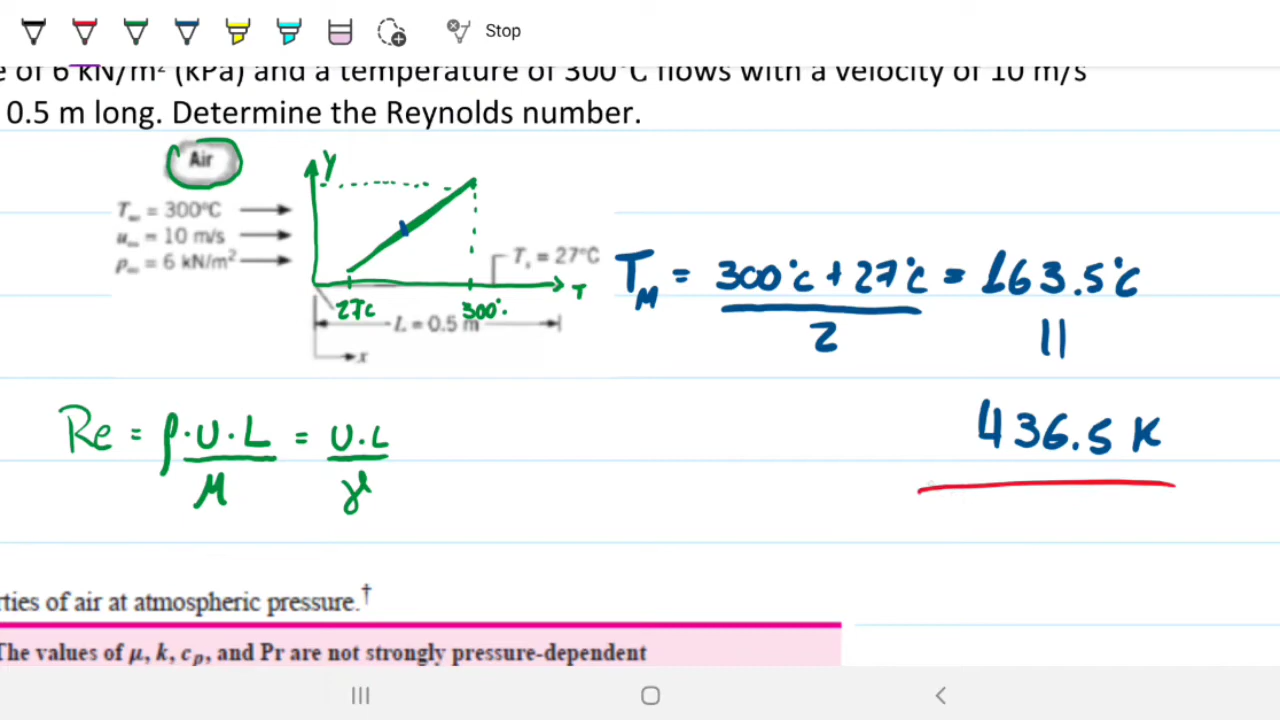 Stop
e of 6 kN/m² (kPa) and a temperature of 300°C flows with a velocity of 10 m/s
0.5 m long. Determine the Reynolds number.
Air
Y
T∞ = 300°C
u∞ = 10 m/s
p∞ = 6 kN/m²
Ts = 27°C
27°C 300° T
L = 0.5 m
x
TM = 300°C + 27°C / 2 = 163.5°C
||
436.5 K
Re = ρ·U·L / μ = U·L / γ
rties of air at atmospheric pressure.†
The values of μ, k, cp, and Pr are not strongly pressure-dependent